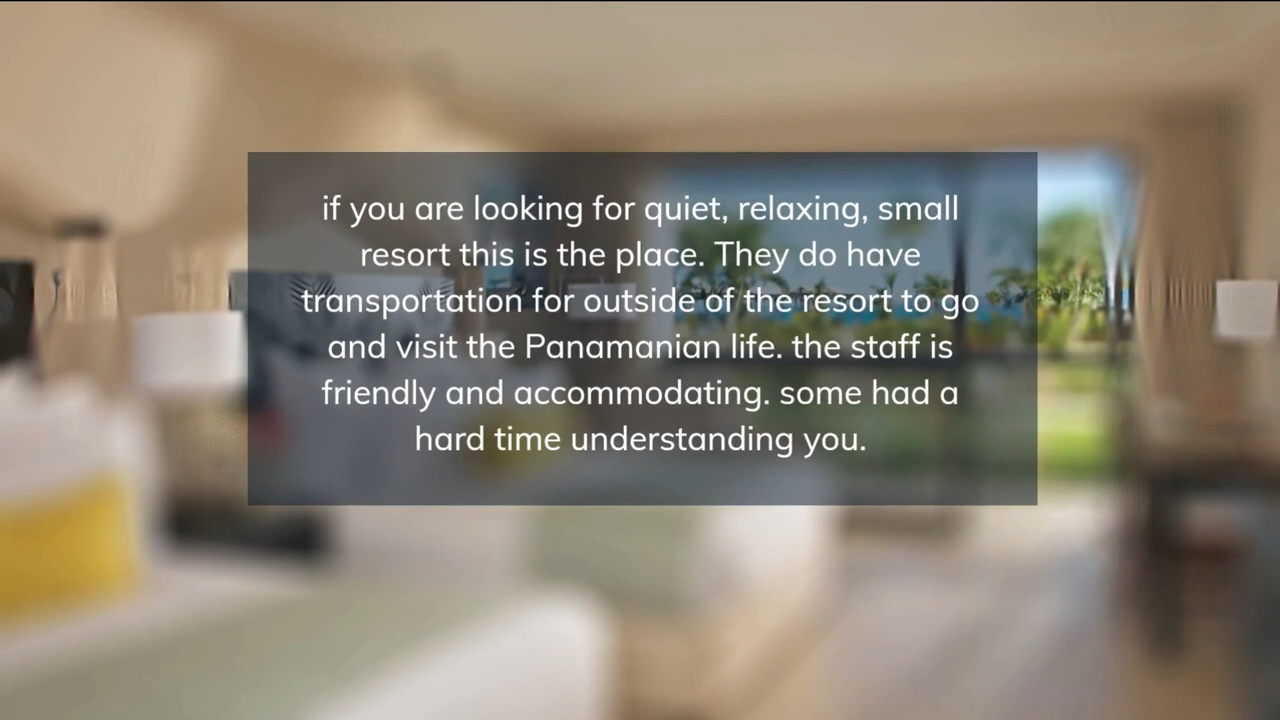 if you are looking for quiet, relaxing, small
resort this is the place. They do have
transportation for outside of the resort to go
and visit the Panamanian life. the staff is
friendly and accommodating. some had a
hard time understanding you.